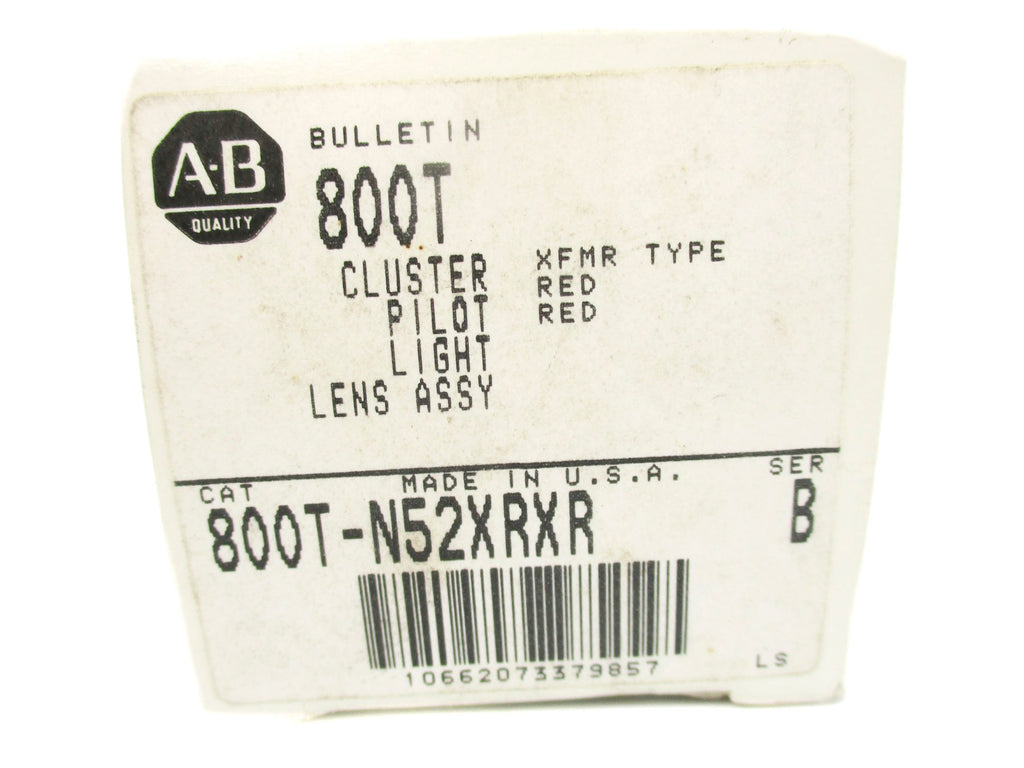 A-B
QUALITY
BULLETIN
800T
CLUSTER XFMR TYPE
PILOT RED
LIGHT RED
LENS ASSY
CAT MADE IN U.S.A. SER
800T-N52XRXR B
10662073379857
LS